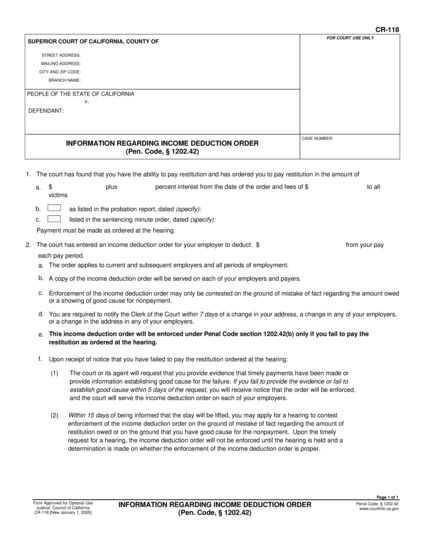 CR-118
SUPERIOR COURT OF CALIFORNIA, COUNTY OF
FOR COURT USE ONLY
STREET ADDRESS:
MAILING ADDRESS:
CITY AND ZIP CODE:
BRANCH NAME:
PEOPLE OF THE STATE OF CALIFORNIA
v.
DEFENDANT:
INFORMATION REGARDING INCOME DEDUCTION ORDER
(Pen. Code, § 1202.42)
CASE NUMBER:
1. The court has found that you have the ability to pay restitution and has ordered you to pay restitution in the amount of
a. $ plus percent interest from the date of the order and fees of $ to all
victims
b. as listed in the probation report, dated (specify):
c. listed in the sentencing minute order, dated (specify):
Payment must be made as ordered at the hearing.
2. The court has entered an income deduction order for your employer to deduct: $ from your pay
each pay period.
a. The order applies to current and subsequent employers and all periods of employment.
b. A copy of the income deduction order will be served on each of your employers and payers.
c. Enforcement of the income deduction order may only be contested on the ground of mistake of fact regarding the amount owed
or a showing of good cause for nonpayment.
d. You are required to notify the Clerk of the Court within 7 days of a change in your address, a change in any of your employers,
or a change in the address in any of your employers.
e. This income deduction order will be enforced under Penal Code section 1202.42(b) only if you fail to pay the
restitution as ordered at the hearing.
f. Upon receipt of notice that you have failed to pay the restitution ordered at the hearing:
(1) The court or its agent will request that you provide evidence that timely payments have been made or
provide information establishing good cause for the failure. If you fail to provide the evidence or fail to
establish good cause within 5 days of the request, you will receive notice that the order will be enforced,
and the court will serve the income deduction order on each of your employers.
(2) Within 15 days of being informed that the stay will be lifted, you may apply for a hearing to contest
enforcement of the income deduction order on the ground of mistake of fact regarding the amount of
restitution owed or on the ground that you have good cause for the nonpayment. Upon the timely
request for a hearing, the income deduction order will not be enforced until the hearing is held and a
determination is made on whether the enforcement of the income deduction order is proper.
Page 1 of 1
Form Approved for Optional Use
Judicial Council of California
CR-118 [New January 1, 2005]
INFORMATION REGARDING INCOME DEDUCTION ORDER
(Pen. Code, § 1202.42)
Penal Code, § 1202.42
www.courtinfo.ca.gov